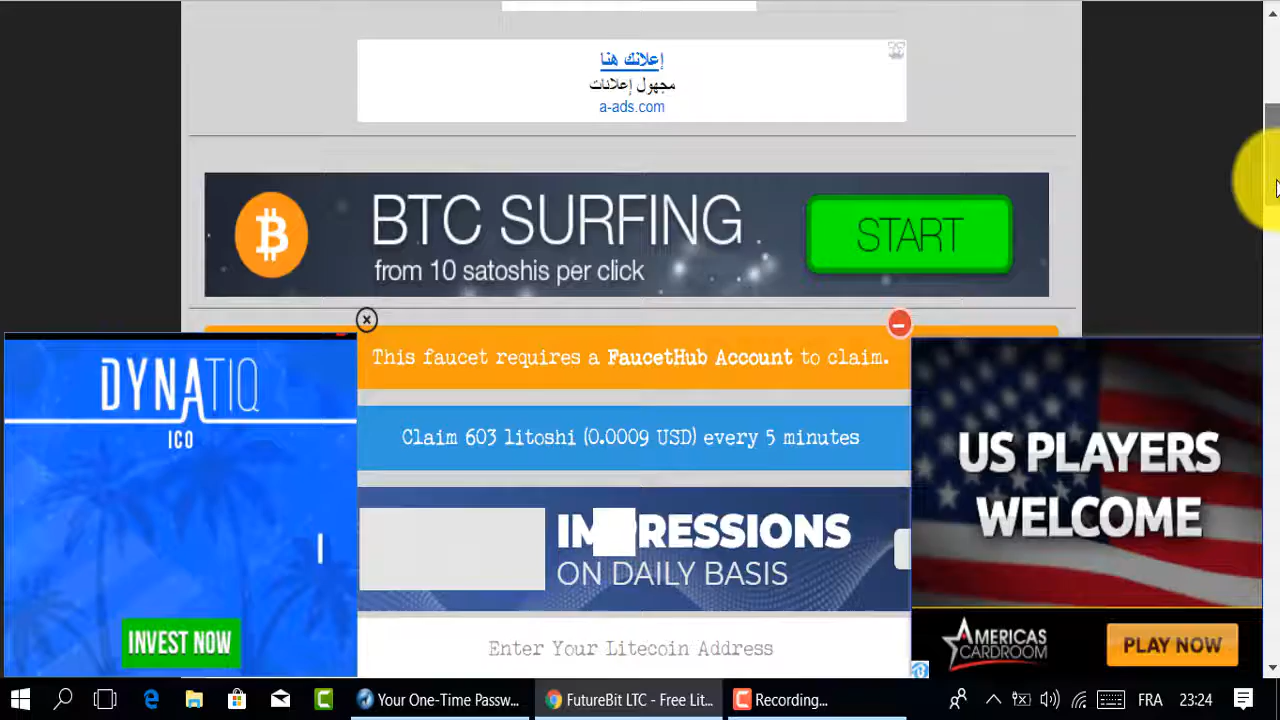 إعلانك هنا
مجهول إعلانات
a-ads.com
BTC SURFING
from 10 satoshis per click
START
This faucet requires a FaucetHub Account to claim.
Claim 603 litoshi (0.0009 USD) every 5 minutes
DYNATIQ
ICO
INVEST NOW
ON DAILY BASIS
Enter Your Litecoin Address
US PLAYERS
WELCOME
AMERICAS
CARDROOM
PLAY NOW
Your One-Time Passw...
FutureBit LTC - Free Lit...
Recording...
FRA
23:24